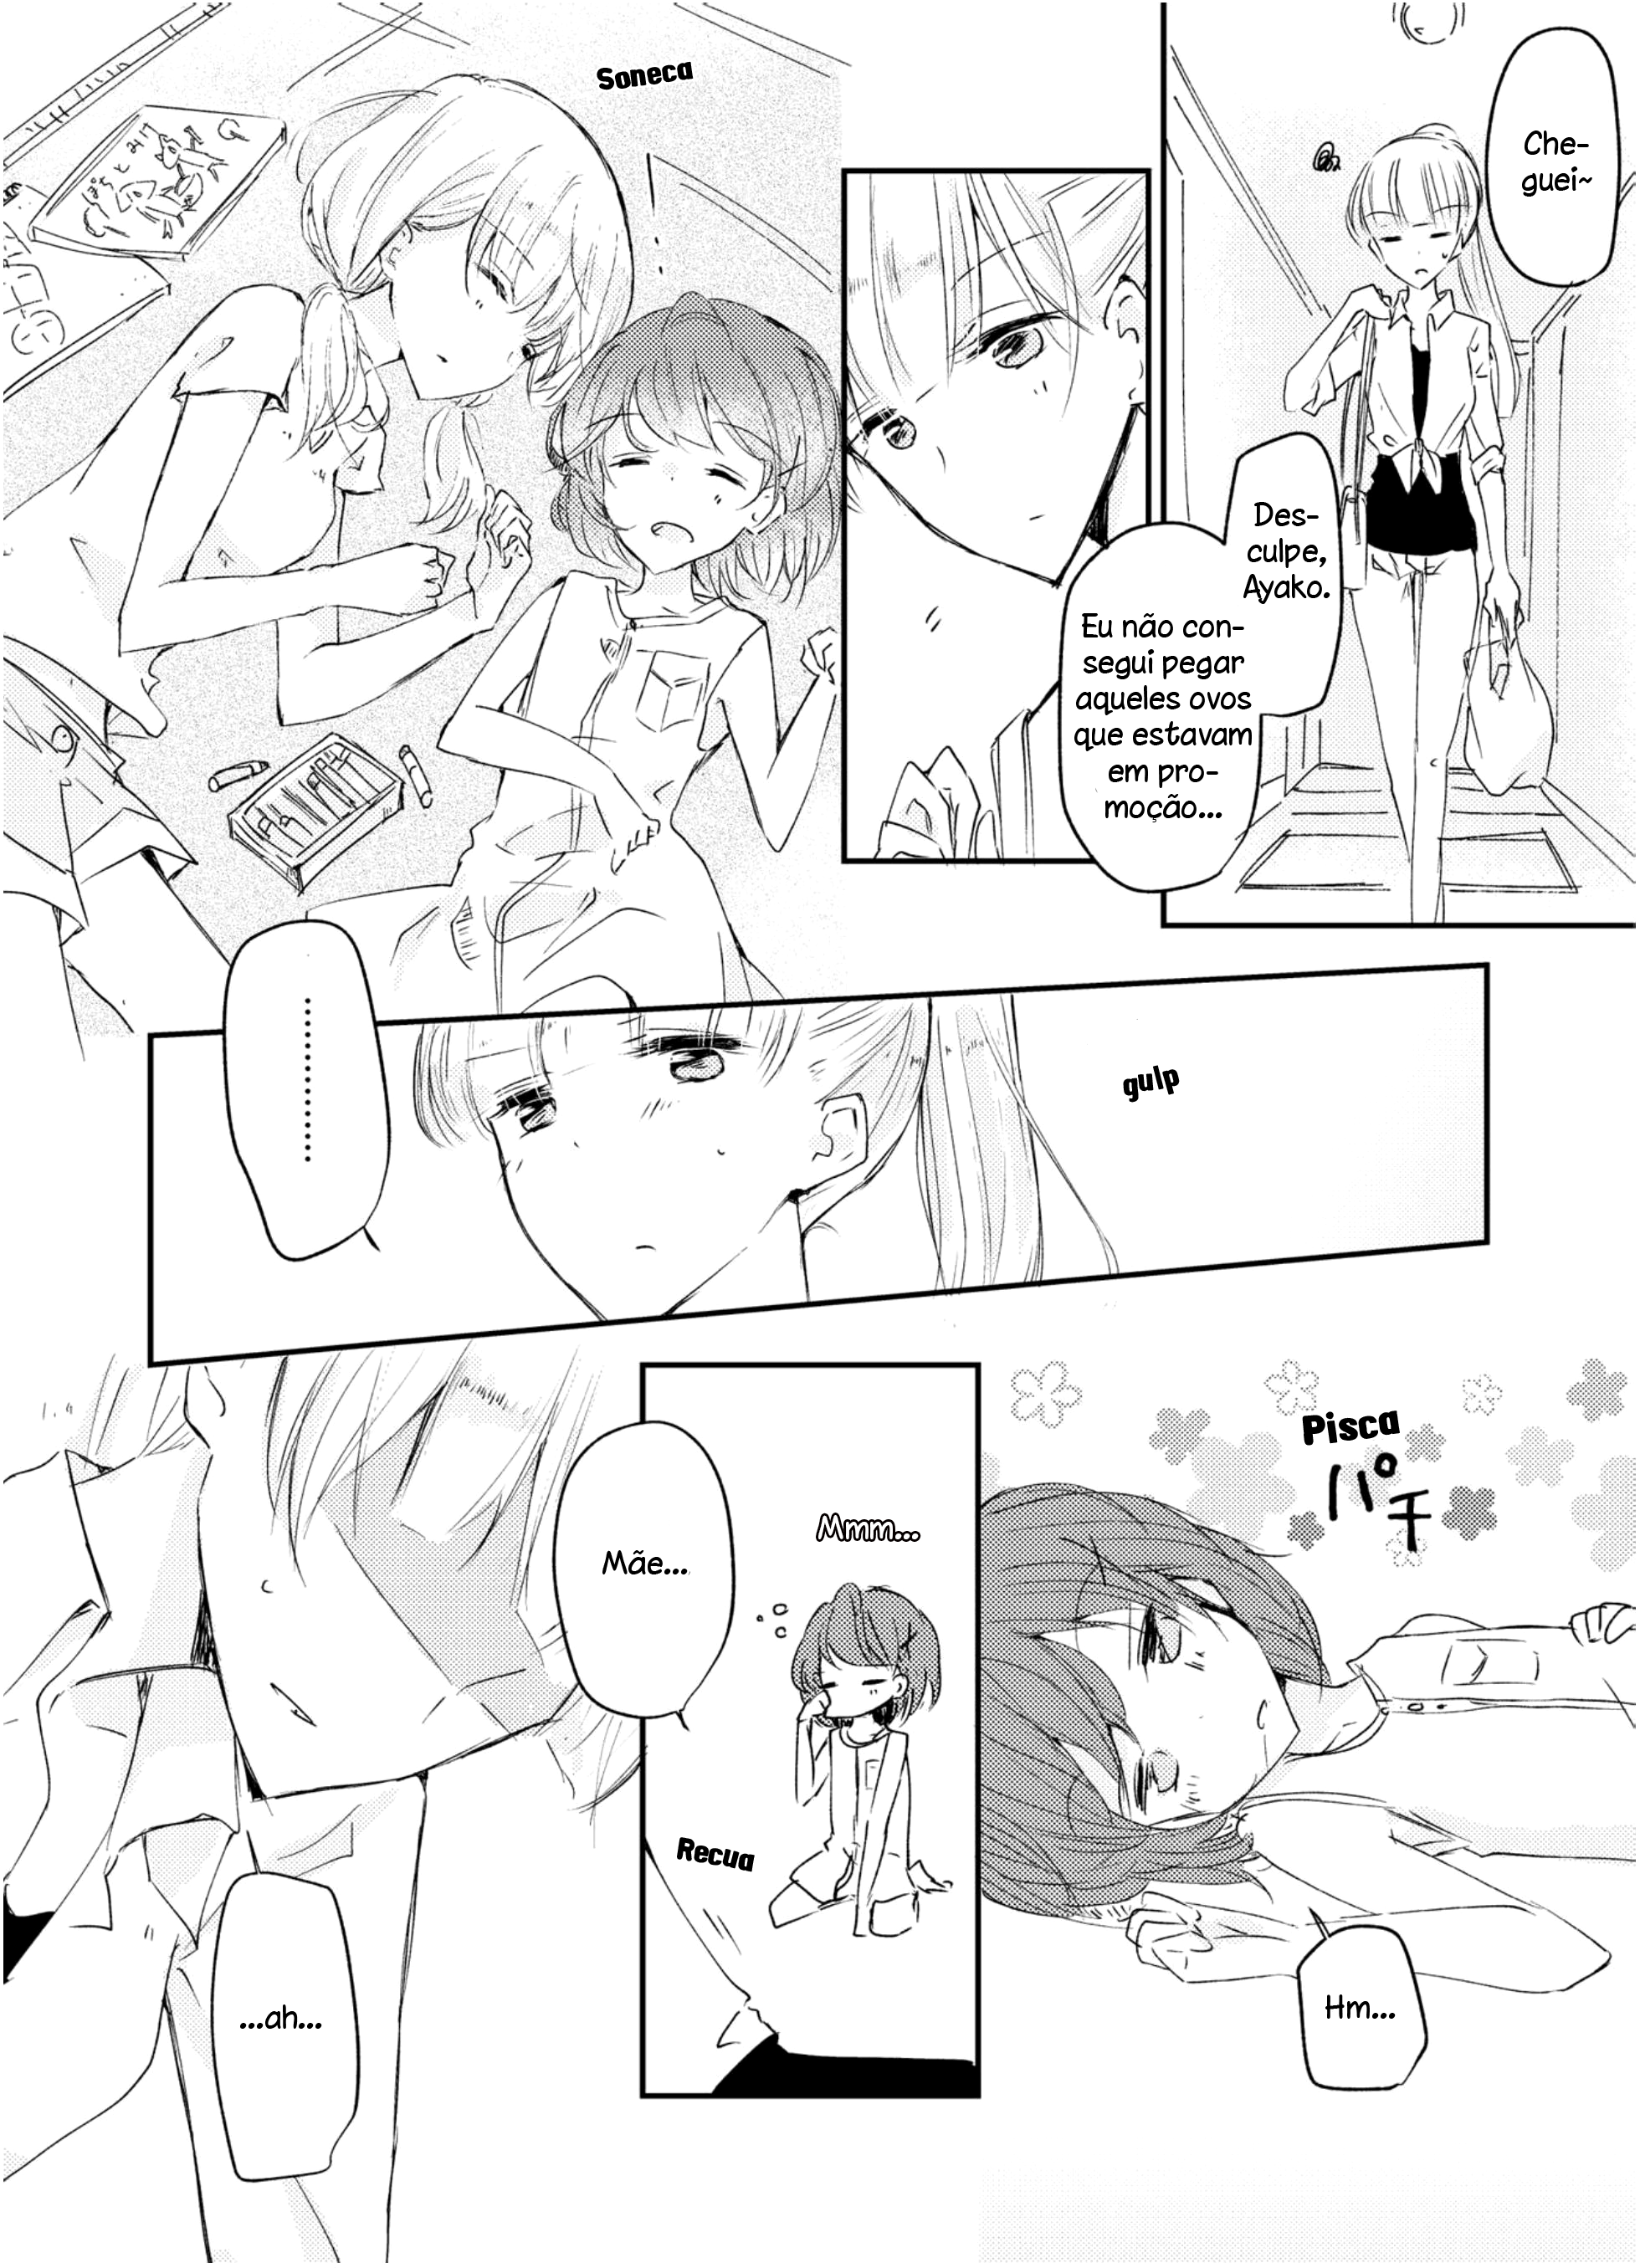 Che-
guei~
Des-
culpe,
Ayako.
Eu não con-
segui pegar
aqueles ovos
que estavam
em pro-
moção...
Soneca
............
gulp
Pisca
パチ
Hm...
Mmm...
Mãe...
Recua
...ah...